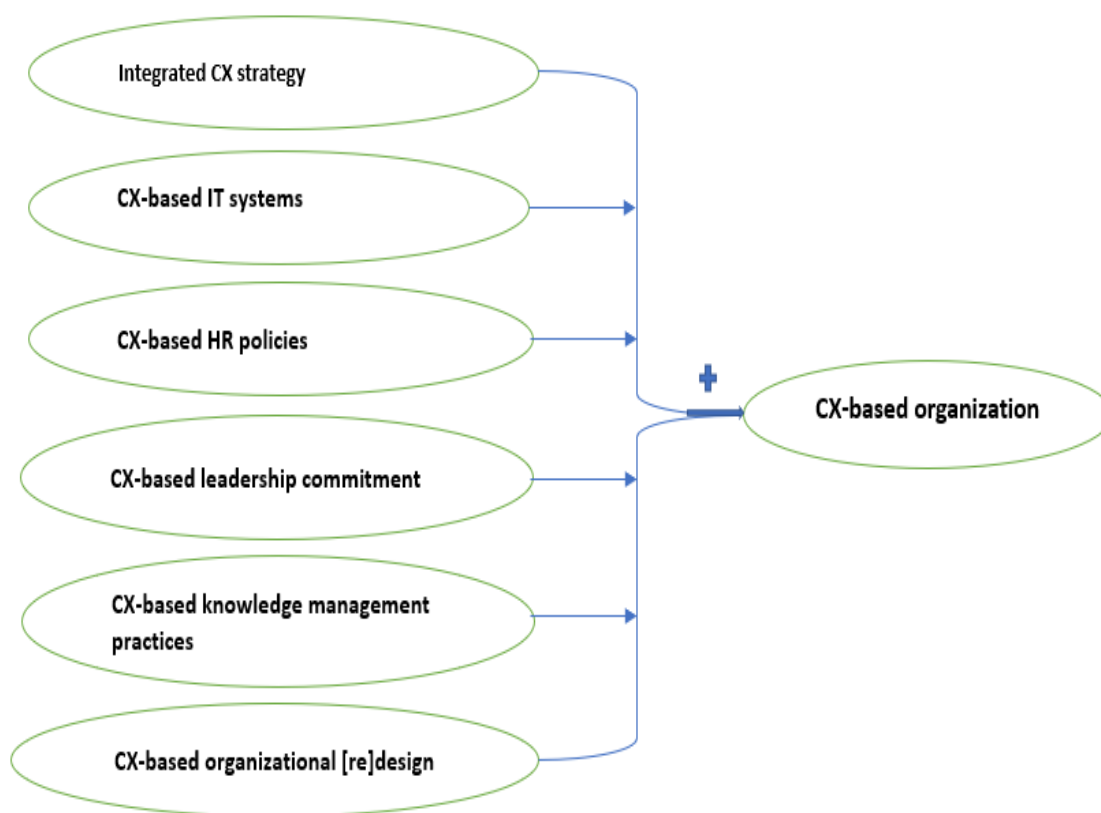 Integrated CX strategy
CX-based IT systems
CX-based HR policies
+
CX-based organization
CX-based leadership commitment
CX-based knowledge management
practices
CX-based organizational [re]design